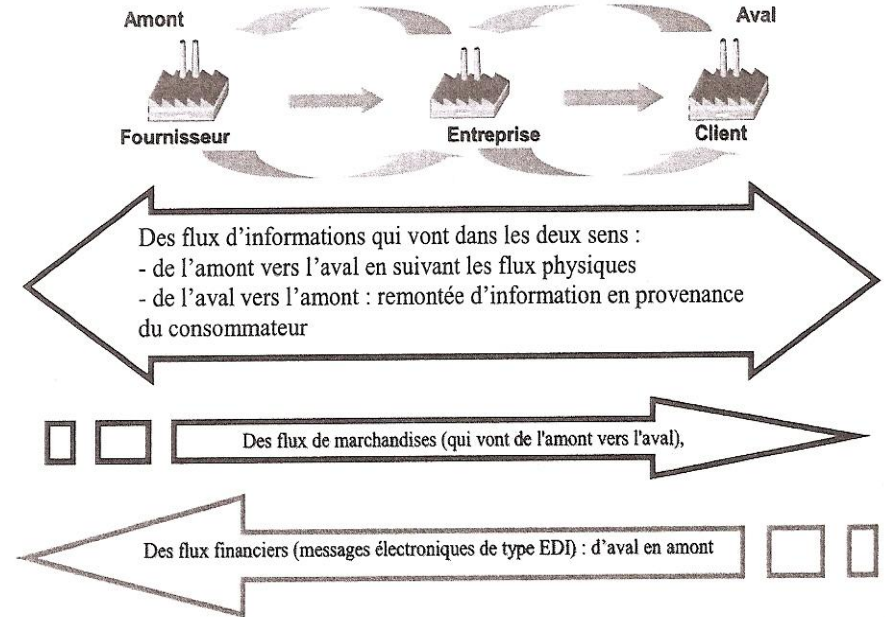 Amont
Aval
Fournisseur
Entreprise
Client
Des flux d'informations qui vont dans les deux sens :
- de l'amont vers l'aval en suivant les flux physiques
- de l'aval vers l'amont : remontée d'information en provenance
du consommateur
Des flux de marchandises (qui vont de l'amont vers l'aval),
Des flux financiers (messages électroniques de type EDI) : d'aval en amont